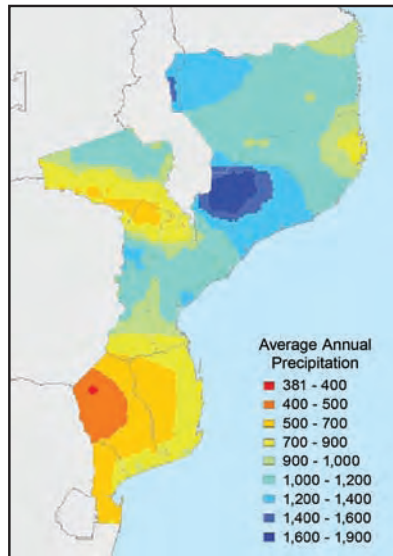 Average Annual
Precipitation
381 - 400
400 - 500
500 - 700
700 - 900
900 - 1,000
1,000 - 1,200
1,200 - 1,400
1,400 - 1,600
1,600 - 1,900